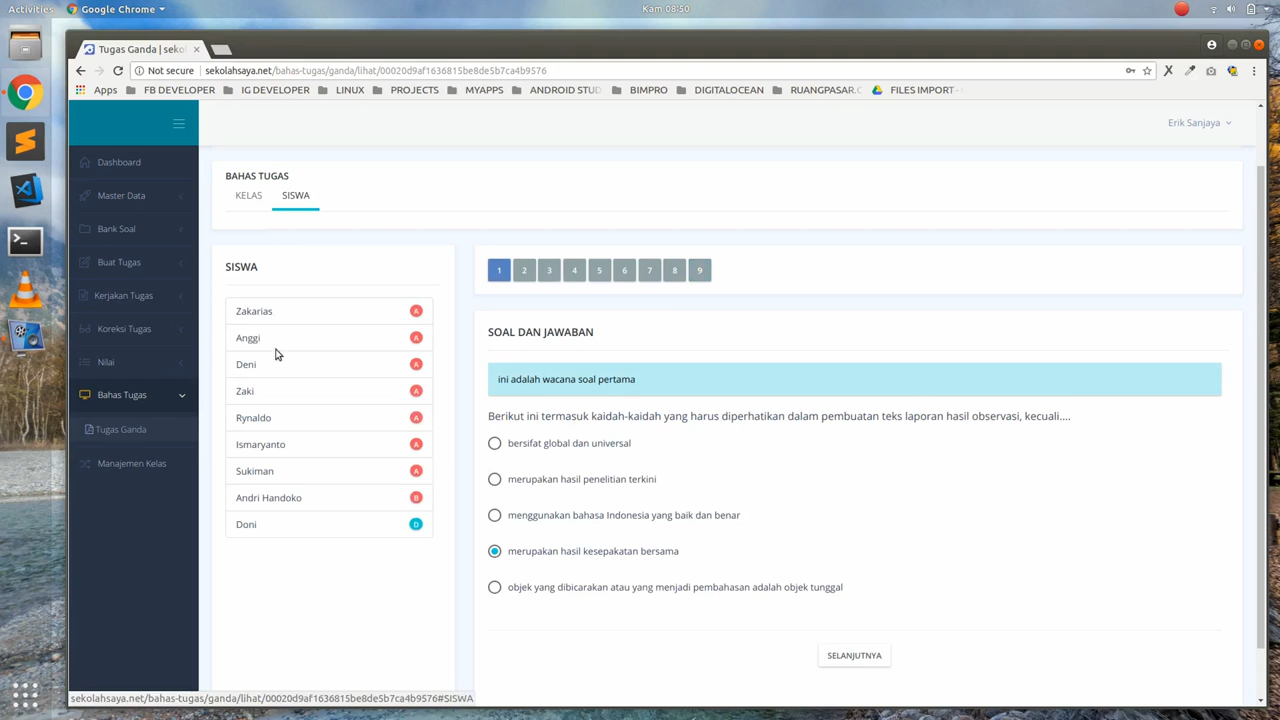 Activities
Google Chrome
Kam 08:50
Tugas Ganda | seko
Not secure
sekolahsaya.net/bahas-tugas/ganda/lihat/00020d9af1636815be8de5b7ca4b9576
Apps
FB DEVELOPER
IG DEVELOPER
LINUX
PROJECTS
MYAPPS
ANDROID STUD
BIMPRO
DIGITALOCEAN
RUANGPASAR.C
FILES IMPORT -
Erik Sanjaya
Dashboard
Master Data
Bank Soal
Buat Tugas
Kerjakan Tugas
Koreksi Tugas
Nilai
Bahas Tugas
Tugas Ganda
Manajemen Kelas
BAHAS TUGAS
KELAS
SISWA
SISWA
Zakarias A
Anggi A
Deni A
Zaki A
Rynaldo A
Ismaryanto A
Sukiman A
Andri Handoko B
Doni D
1 2 3 4 5 6 7 8 9
SOAL DAN JAWABAN
ini adalah wacana soal pertama
Berikut ini termasuk kaidah-kaidah yang harus diperhatikan dalam pembuatan teks laporan hasil observasi, kecuali....
bersifat global dan universal
merupakan hasil penelitian terkini
menggunakan bahasa Indonesia yang baik dan benar
merupakan hasil kesepakatan bersama
objek yang dibicarakan atau yang menjadi pembahasan adalah objek tunggal
SELANJUTNYA
sekolahsaya.net/bahas-tugas/ganda/lihat/00020d9af1636815be8de5b7ca4b9576#SISWA